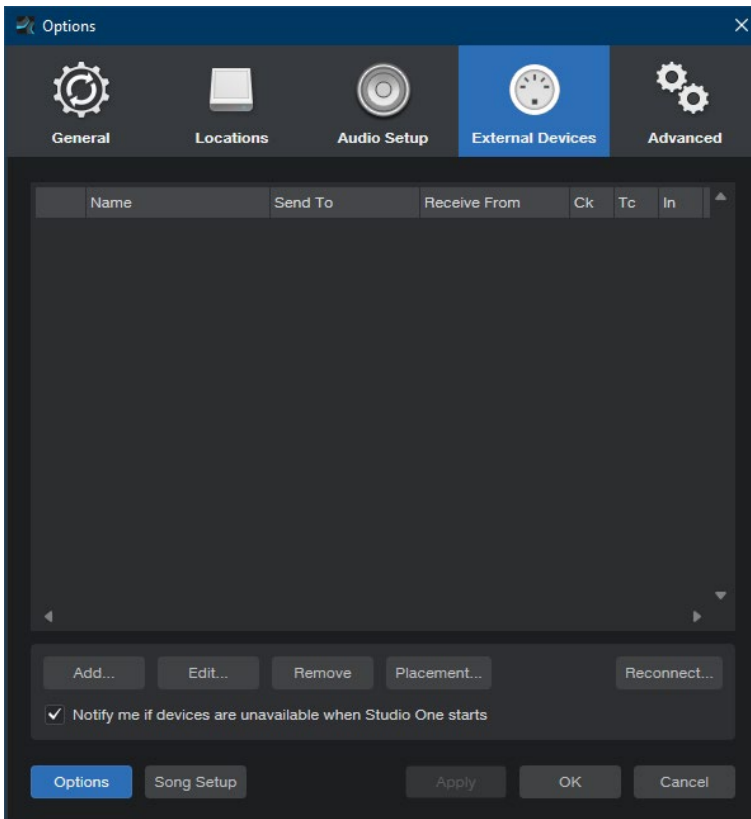 Options
General Locations Audio Setup External Devices Advanced
Name Send To Receive From Ck Tc In
Add... Edit... Remove Placement... Reconnect...
Notify me if devices are unavailable when Studio One starts
Options Song Setup Apply OK Cancel